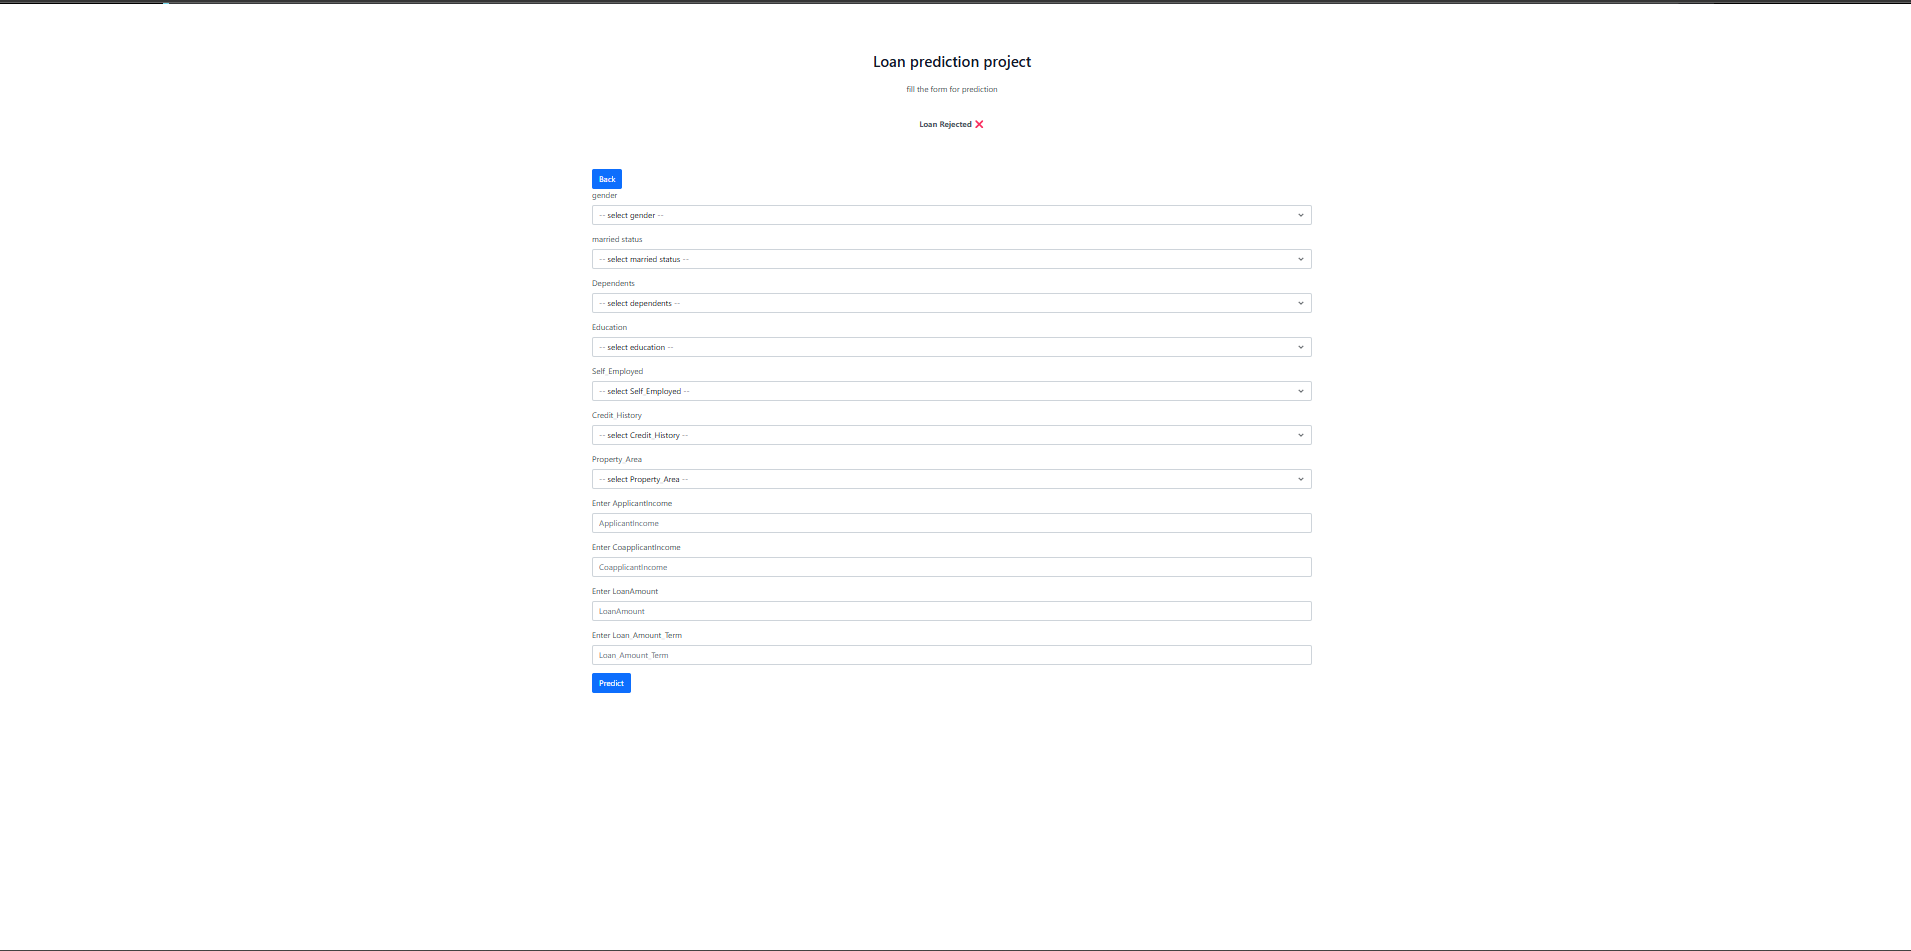 Loan prediction project
fill the form for prediction
Loan Rejected ❌
Back
gender
-- select gender --
married status
-- select married status --
Dependents
-- select dependents --
Education
-- select education --
Self_Employed
-- select Self_Employed --
Credit_History
-- select Credit_History --
Property_Area
-- select Property_Area --
Enter ApplicantIncome
ApplicantIncome
Enter CoapplicantIncome
CoapplicantIncome
Enter LoanAmount
LoanAmount
Enter Loan_Amount_Term
Loan_Amount_Term
Predict